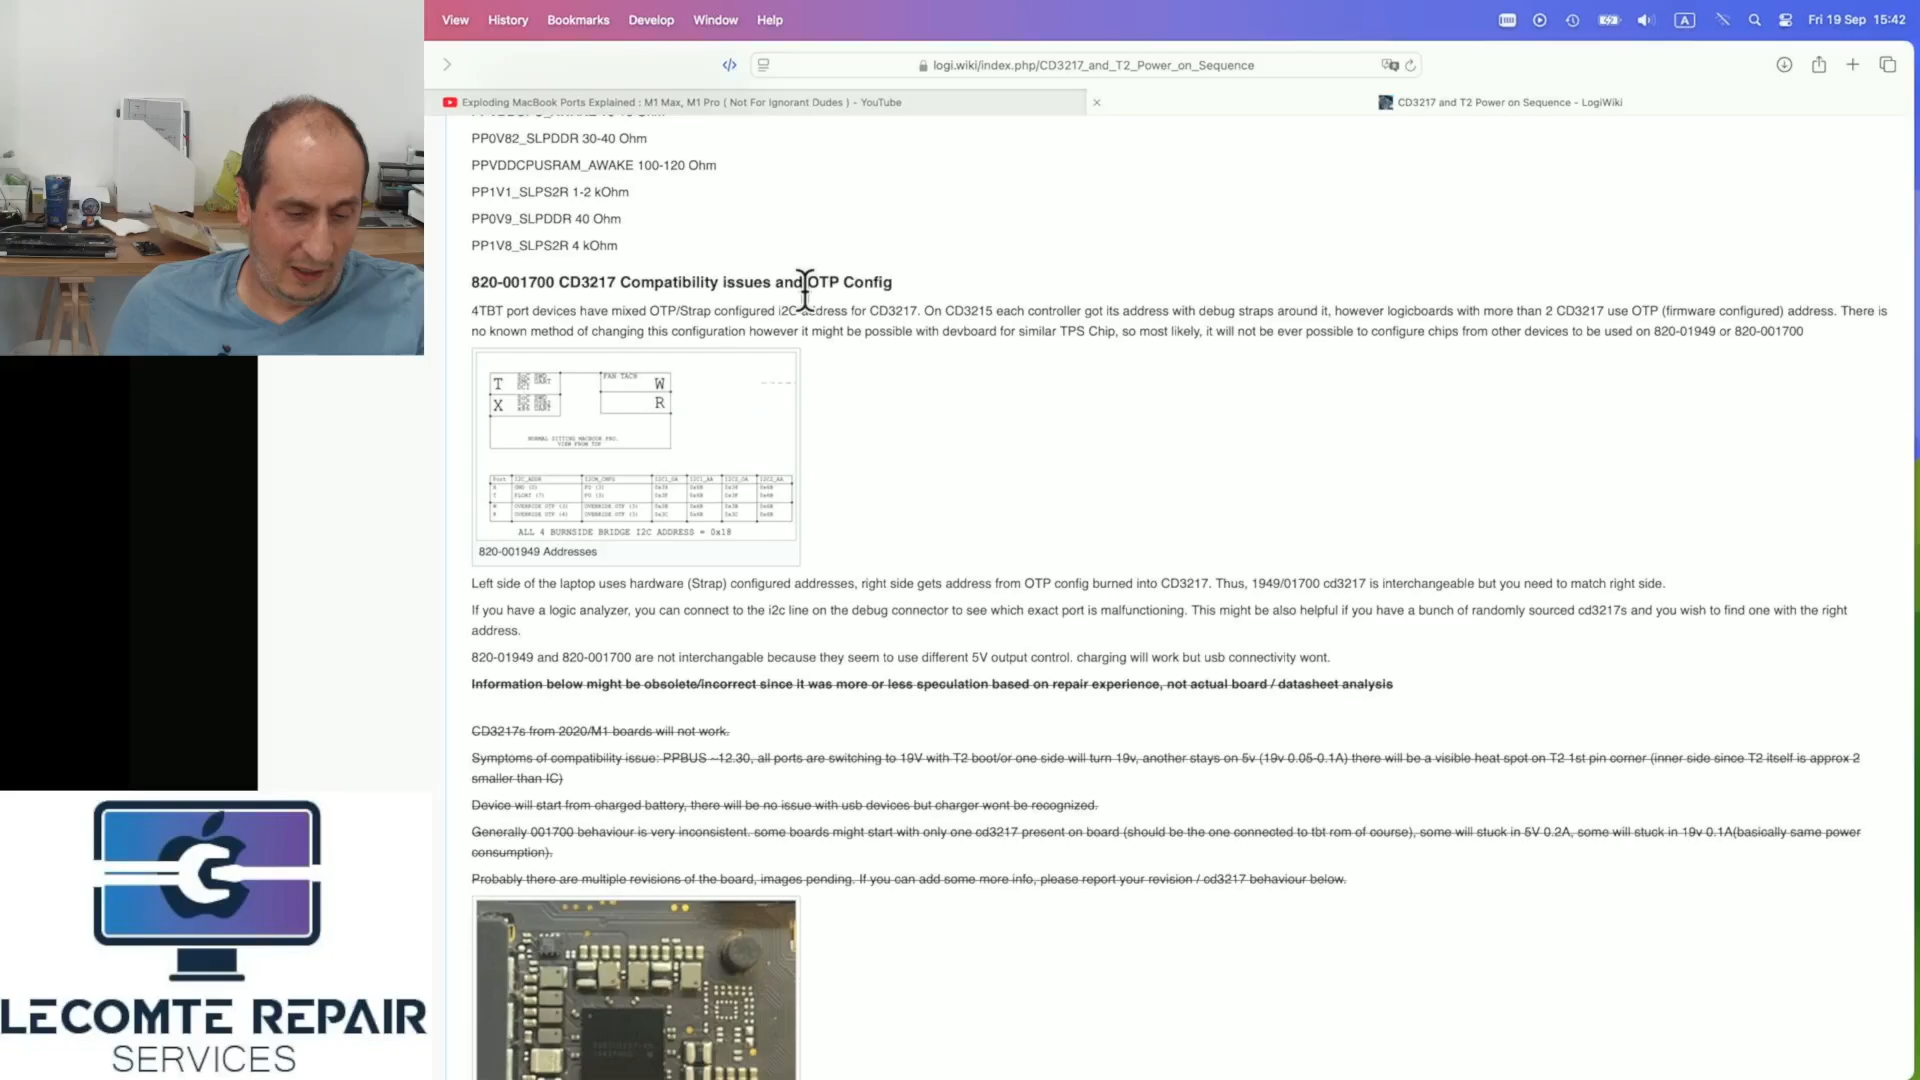 View History Bookmarks Develop Window Help
A Fri 19 Sep 15:42
logi.wiki/index.php/CD3217_and_T2_Power_on_Sequence
Exploding MacBook Ports Explained : M1 Max, M1 Pro ( Not For Ignorant Dudes ) - YouTube
CD3217 and T2 Power on Sequence - LogiWiki
PP0V82_SLPDDR 30-40 Ohm
PPVDDCPUSRAM_AWAKE 100-120 Ohm
PP1V1_SLPS2R 1-2 kOhm
PP0V9_SLPDDR 40 Ohm
PP1V8_SLPS2R 4 kOhm
820-001700 CD3217 Compatibility issues and OTP Config
4TBT port devices have mixed OTP/Strap configured i2C address for CD3217. On CD3215 each controller got its address with debug straps around it, however logicboards with more than 2 CD3217 use OTP (firmware configured) address. There is
no known method of changing this configuration however it might be possible with devboard for similar TPS Chip, so most likely, it will not be ever possible to configure chips from other devices to be used on 820-01949 or 820-001700
T
FAN TACH W
X
R
NORMAL SITTING MACBOOK PRO.
VIEW FROM TOP
Port I2C_ADDR I2CM_CNFG I2C1_OA I2C1_AA I2C2_OA I2C2_AA
ALL 4 BURNSIDE BRIDGE I2C ADDRESS = 0x18
820-001949 Addresses
Left side of the laptop uses hardware (Strap) configured addresses, right side gets address from OTP config burned into CD3217. Thus, 1949/01700 cd3217 is interchangeable but you need to match right side.
If you have a logic analyzer, you can connect to the i2c line on the debug connector to see which exact port is malfunctioning. This might be also helpful if you have a bunch of randomly sourced cd3217s and you wish to find one with the right
address.
820-01949 and 820-001700 are not interchangable because they seem to use different 5V output control. charging will work but usb connectivity wont.
Information below might be obsolete/incorrect since it was more or less speculation based on repair experience, not actual board / datasheet analysis
CD3217s from 2020/M1 boards will not work.
Symptoms of compatibility issue: PPBUS ~12.30, all ports are switching to 19V with T2 boot/or one side will turn 19v, another stays on 5v (19v 0.05-0.1A) there will be a visible heat spot on T2 1st pin corner (inner side since T2 itself is approx 2
smaller than IC)
Device will start from charged battery, there will be no issue with usb devices but charger wont be recognized.
Generally 001700 behaviour is very inconsistent. some boards might start with only one cd3217 present on board (should be the one connected to tbt rom of course), some will stuck in 5V 0.2A, some will stuck in 19v 0.1A(basically same power
consumption).
Probably there are multiple revisions of the board, images pending. If you can add some more info, please report your revision / cd3217 behaviour below.
LECOMTE REPAIR
SERVICES